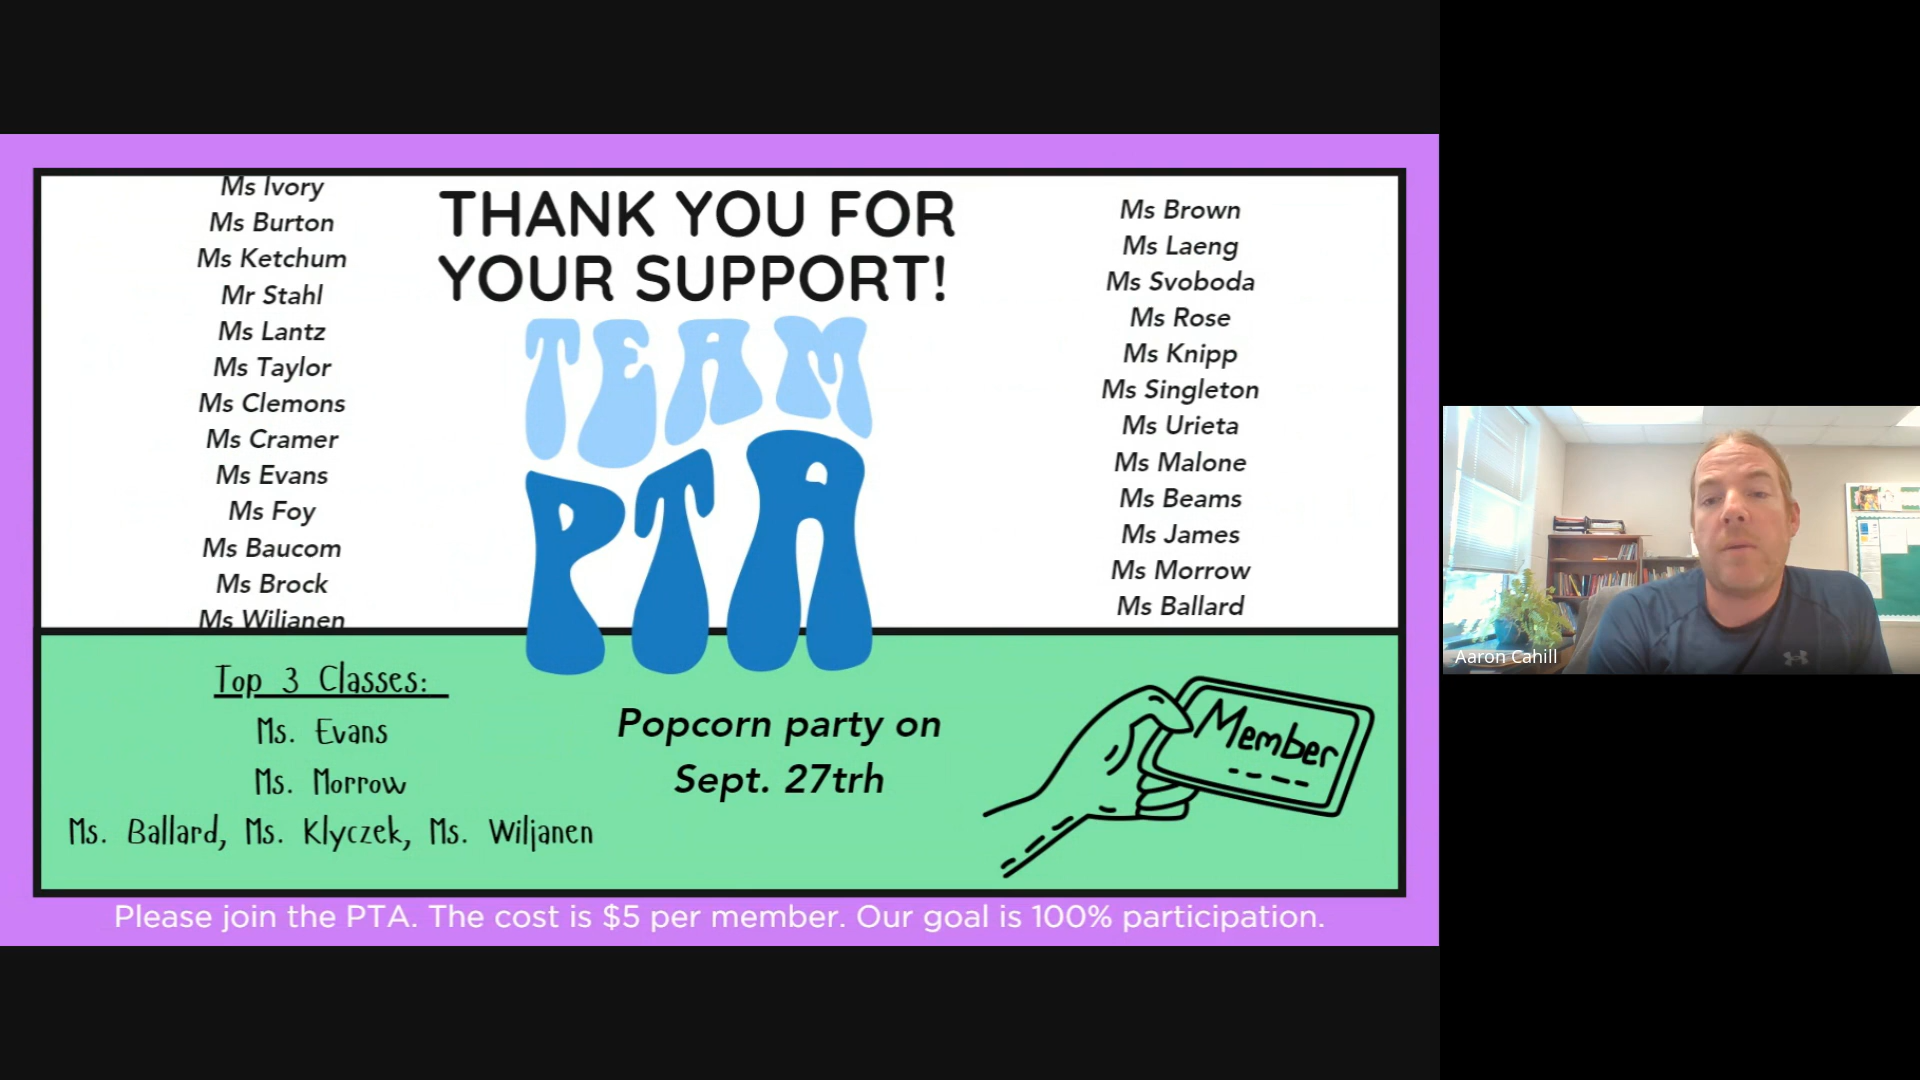 Ms Ivory
Ms Burton
Ms Ketchum
Mr Stahl
Ms Lantz
Ms Taylor
Ms Clemons
Ms Cramer
Ms Evans
Ms Foy
Ms Baucom
Ms Brock
Ms Wiljanen
THANK YOU FOR
YOUR SUPPORT!
TEAM
PTA
Ms Brown
Ms Laeng
Ms Svoboda
Ms Rose
Ms Knipp
Ms Singleton
Ms Urieta
Ms Malone
Ms Beams
Ms James
Ms Morrow
Ms Ballard
Top 3 Classes:
Ms. Evans
Ms. Morrow
Ms. Ballard, Ms. Klyczek, Ms. Wiljanen
Popcorn party on
Sept. 27trh
Member
Please join the PTA. The cost is $5 per member. Our goal is 100% participation.
Aaron Cahill